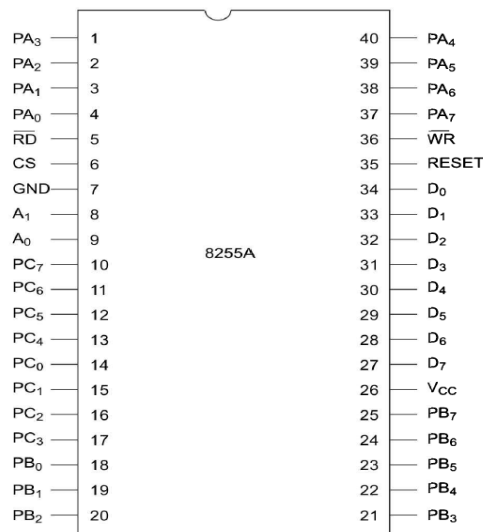 PA₃ 1 40 PA₄
PA₂ 2 39 PA₅
PA₁ 3 38 PA₆
PA₀ 4 37 PA₇
R̅D̅ 5 36 W̅R̅
CS 6 35 RESET
GND 7 34 D₀
A₁ 8 33 D₁
A₀ 9 32 D₂
8255A
PC₇ 10 31 D₃
PC₆ 11 30 D₄
PC₅ 12 29 D₅
PC₄ 13 28 D₆
PC₀ 14 27 D₇
PC₁ 15 26 V_CC
PC₂ 16 25 PB₇
PC₃ 17 24 PB₆
PB₀ 18 23 PB₅
PB₁ 19 22 PB₄
PB₂ 20 21 PB₃